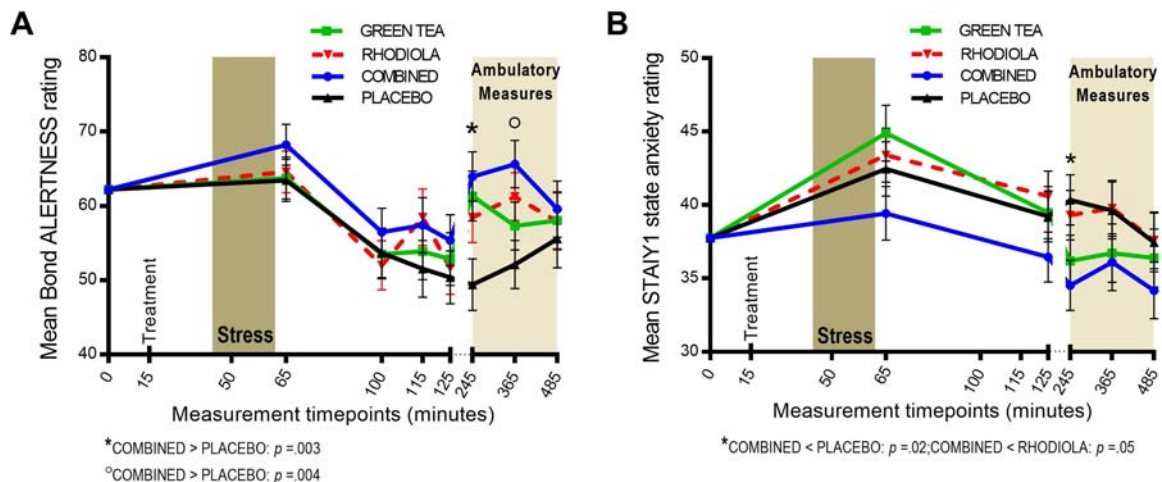 A
GREEN TEA
RHODIOLA
COMBINED
PLACEBO
Mean Bond ALERTNESS rating
80
70
60
50
40
Treatment
Stress
Ambulatory
Measures
*
○
0
15
50
65
100
115
125
245
365
485
Measurement timepoints (minutes)
*COMBINED > PLACEBO: p =.003
○COMBINED > PLACEBO: p =.004
B
GREEN TEA
RHODIOLA
COMBINED
PLACEBO
Mean STAIY1 state anxiety rating
50
45
40
35
30
Treatment
Stress
Ambulatory
Measures
*
0
15
50
65
100
115
125
245
365
485
Measurement timepoints (minutes)
*COMBINED < PLACEBO: p =.02;COMBINED < RHODIOLA: p =.05